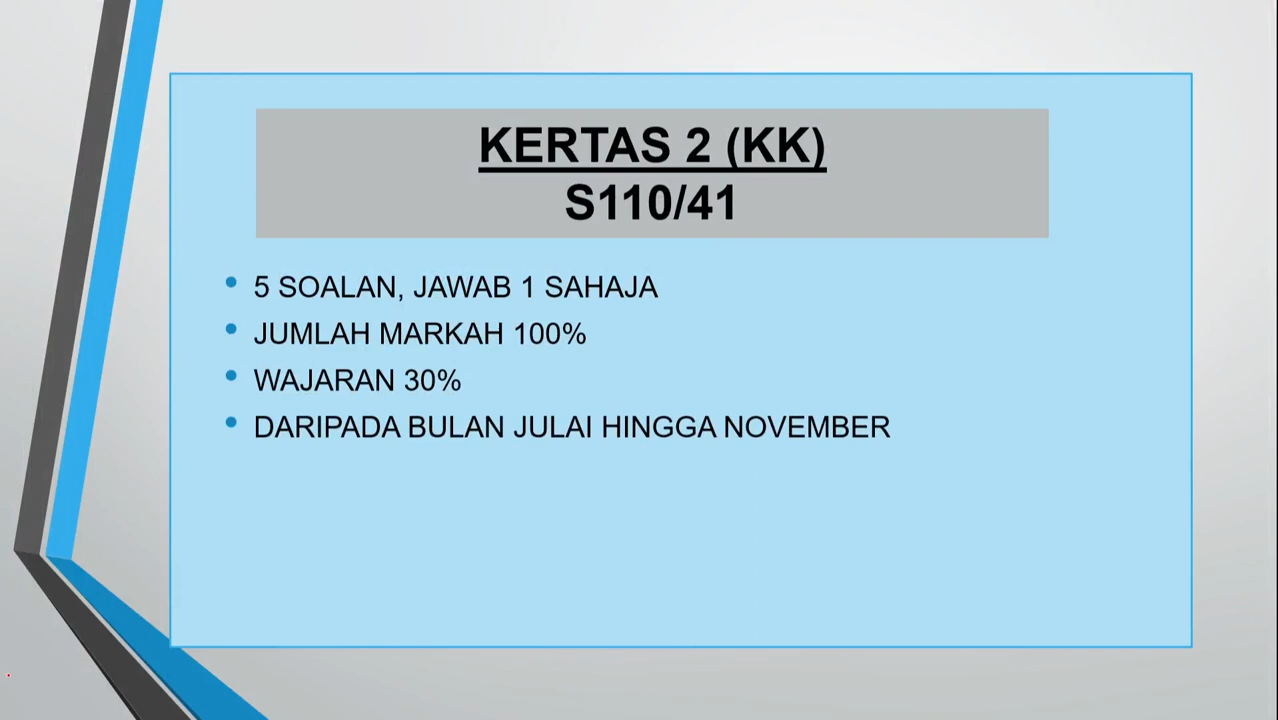 KERTAS 2 (KK)
S110/41
5 SOALAN, JAWAB 1 SAHAJA
JUMLAH MARKAH 100%
WAJARAN 30%
DARIPADA BULAN JULAI HINGGA NOVEMBER